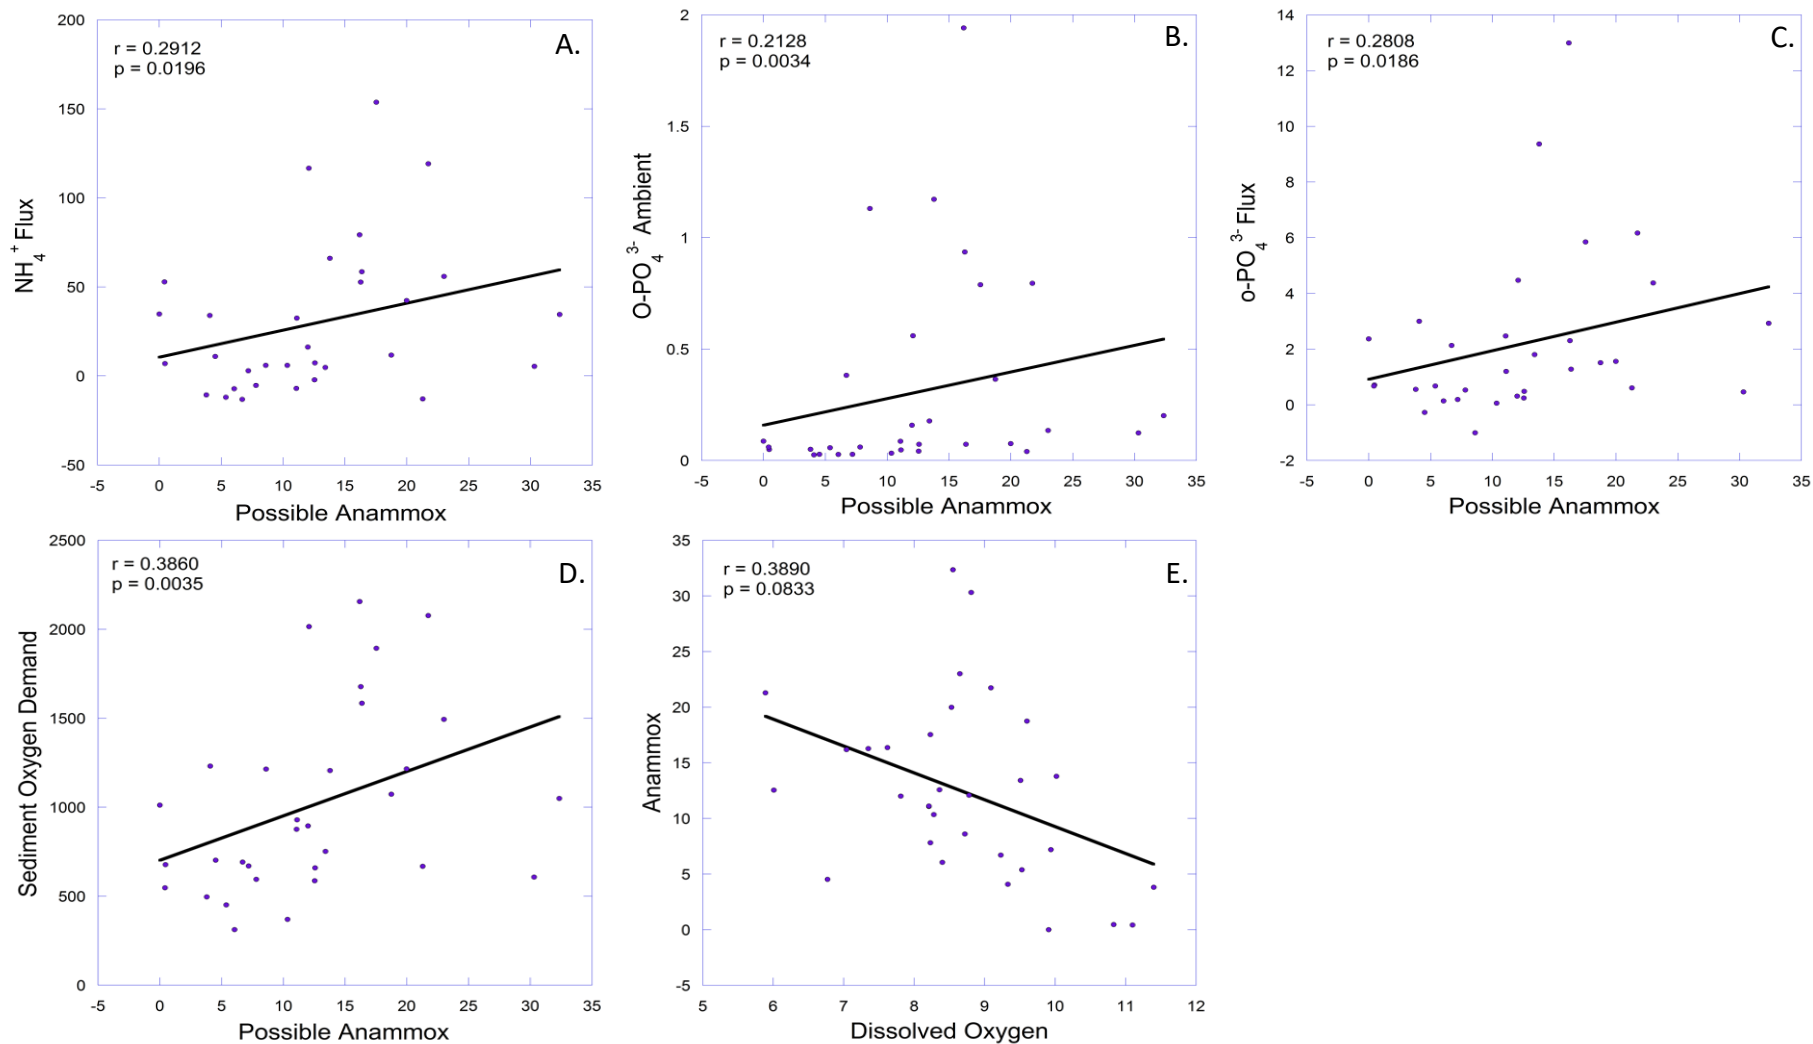 A.
r = 0.2912
p = 0.0196
200
150
100
50
0
-50
NH₄⁺ Flux
-5 0 5 10 15 20 25 30 35
Possible Anammox
B.
r = 0.2128
p = 0.0034
2
1.5
1
0.5
0
O-PO₄³⁻ Ambient
-5 0 5 10 15 20 25 30 35
Possible Anammox
C.
r = 0.2808
p = 0.0186
14
12
10
8
6
4
2
0
-2
o-PO₄³⁻ Flux
-5 0 5 10 15 20 25 30 35
Possible Anammox
D.
r = 0.3860
p = 0.0035
2500
2000
1500
1000
500
0
Sediment Oxygen Demand
-5 0 5 10 15 20 25 30 35
Possible Anammox
E.
r = 0.3890
p = 0.0833
35
30
25
20
15
10
5
0
-5
Anammox
5 6 7 8 9 10 11 12
Dissolved Oxygen